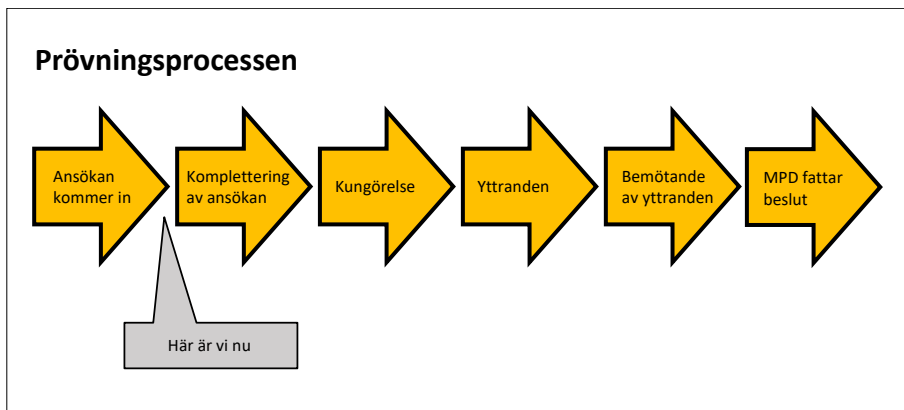 Prövningsprocessen
Ansökan
kommer in
Komplettering
av ansökan
Kungörelse
Yttranden
Bemötande
av yttranden
MPD fattar
beslut
Här är vi nu